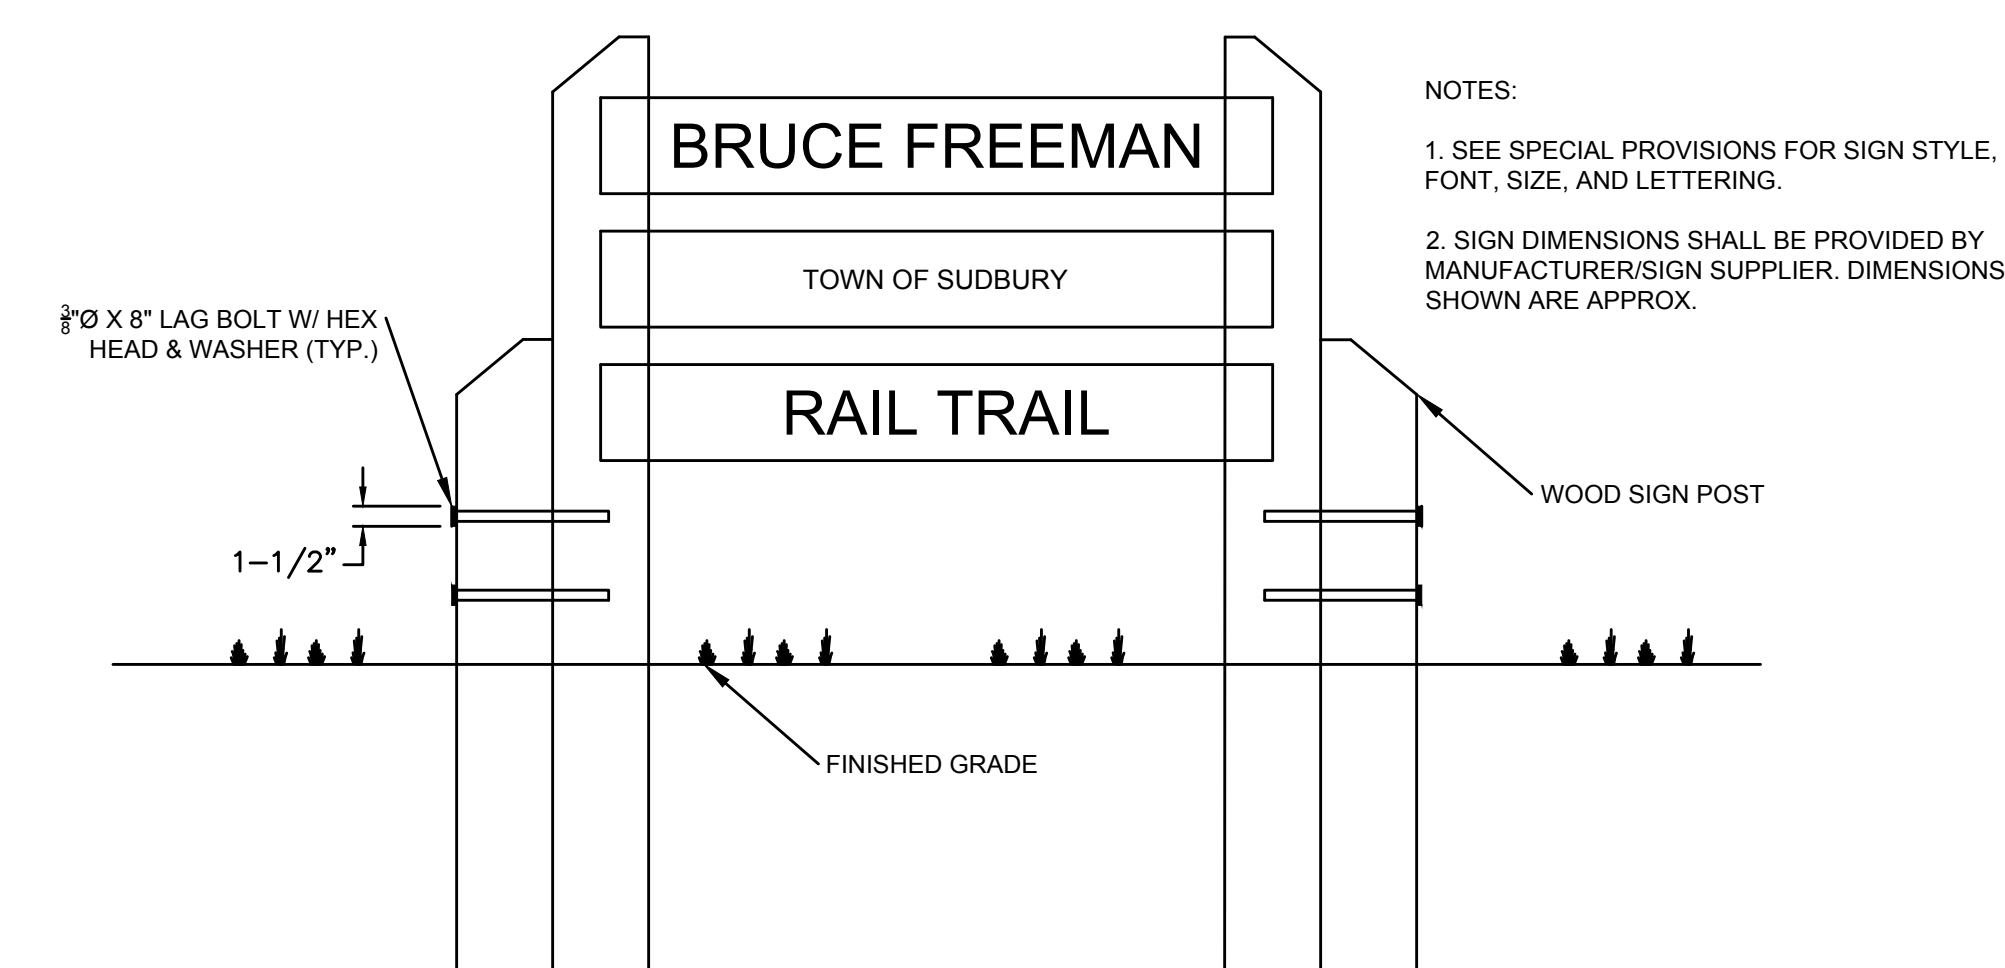 BRUCE FREEMAN
TOWN OF SUDBURY
RAIL TRAIL
NOTES:
1. SEE SPECIAL PROVISIONS FOR SIGN STYLE,
FONT, SIZE, AND LETTERING.
2. SIGN DIMENSIONS SHALL BE PROVIDED BY
MANUFACTURER/SIGN SUPPLIER. DIMENSIONS
SHOWN ARE APPROX.
3/8"Ø X 8" LAG BOLT W/ HEX
HEAD & WASHER (TYP.)
1-1/2"
WOOD SIGN POST
FINISHED GRADE